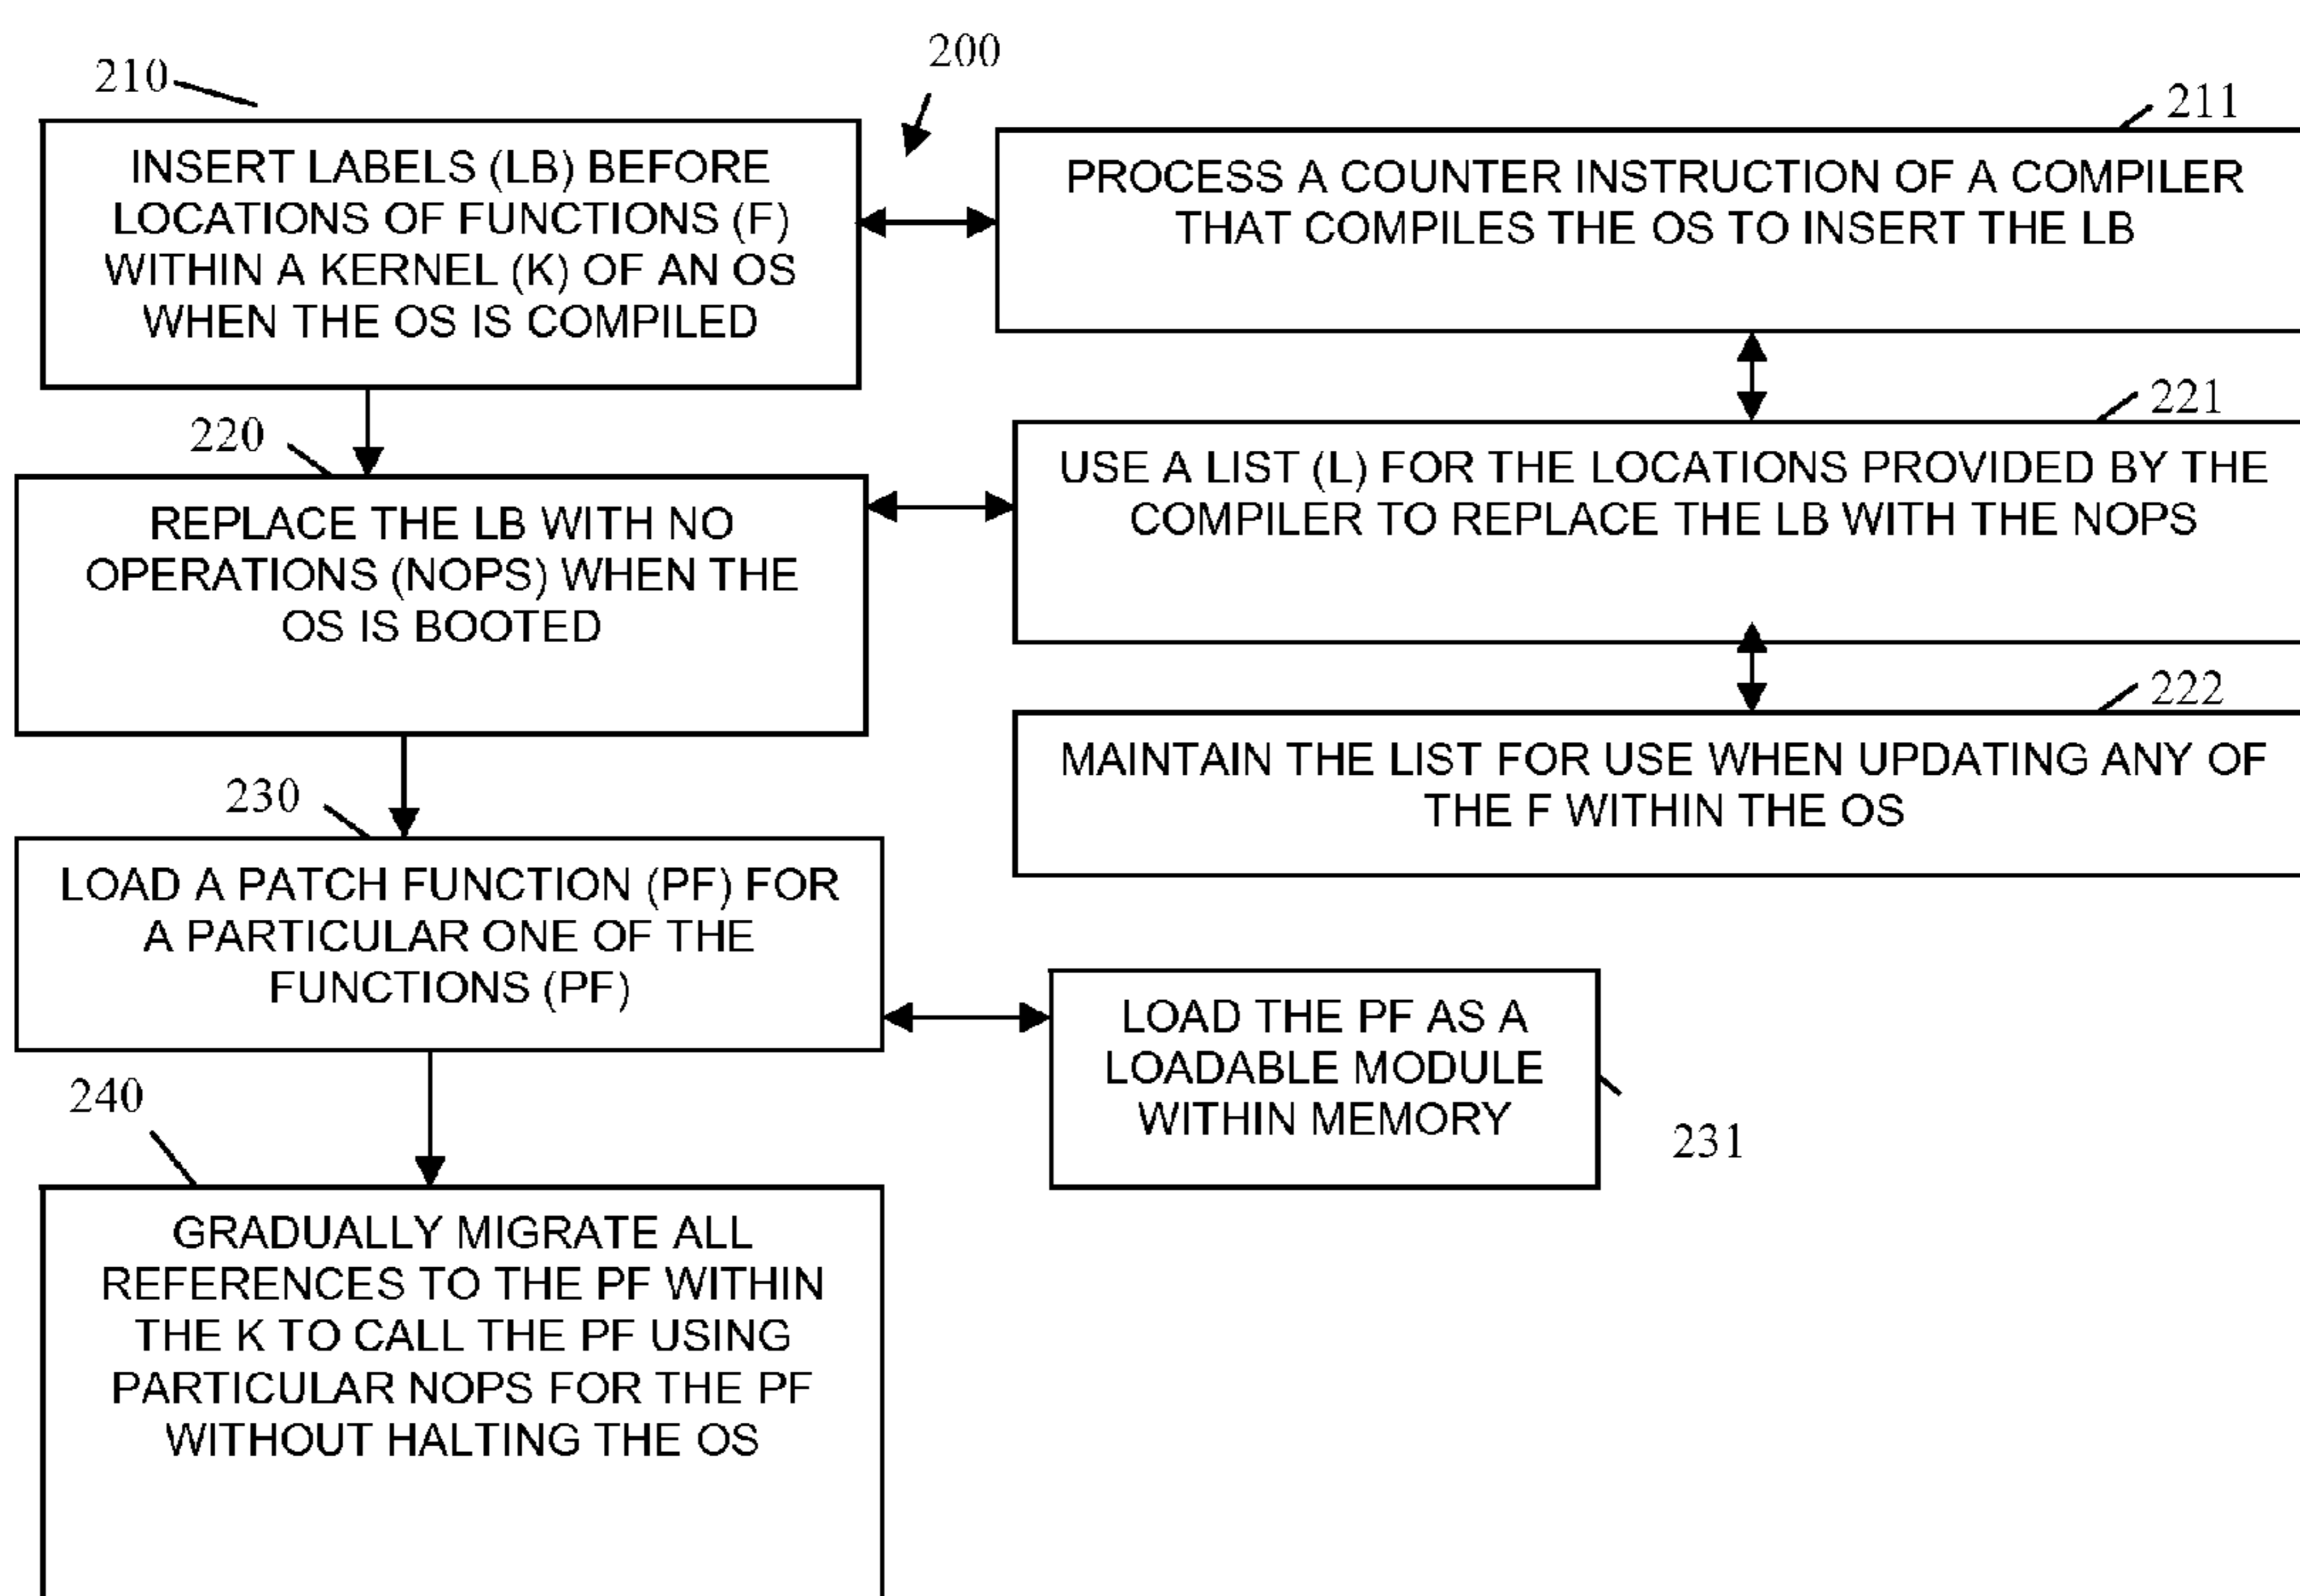 200
210
INSERT LABELS (LB) BEFORE
LOCATIONS OF FUNCTIONS (F)
WITHIN A KERNEL (K) OF AN OS
WHEN THE OS IS COMPILED
211
PROCESS A COUNTER INSTRUCTION OF A COMPILER
THAT COMPILES THE OS TO INSERT THE LB
220
REPLACE THE LB WITH NO
OPERATIONS (NOPS) WHEN THE
OS IS BOOTED
221
USE A LIST (L) FOR THE LOCATIONS PROVIDED BY THE
COMPILER TO REPLACE THE LB WITH THE NOPS
222
MAINTAIN THE LIST FOR USE WHEN UPDATING ANY OF
THE F WITHIN THE OS
230
LOAD A PATCH FUNCTION (PF) FOR
A PARTICULAR ONE OF THE
FUNCTIONS (PF)
LOAD THE PF AS A
LOADABLE MODULE
WITHIN MEMORY
231
240
GRADUALLY MIGRATE ALL
REFERENCES TO THE PF WITHIN
THE K TO CALL THE PF USING
PARTICULAR NOPS FOR THE PF
WITHOUT HALTING THE OS